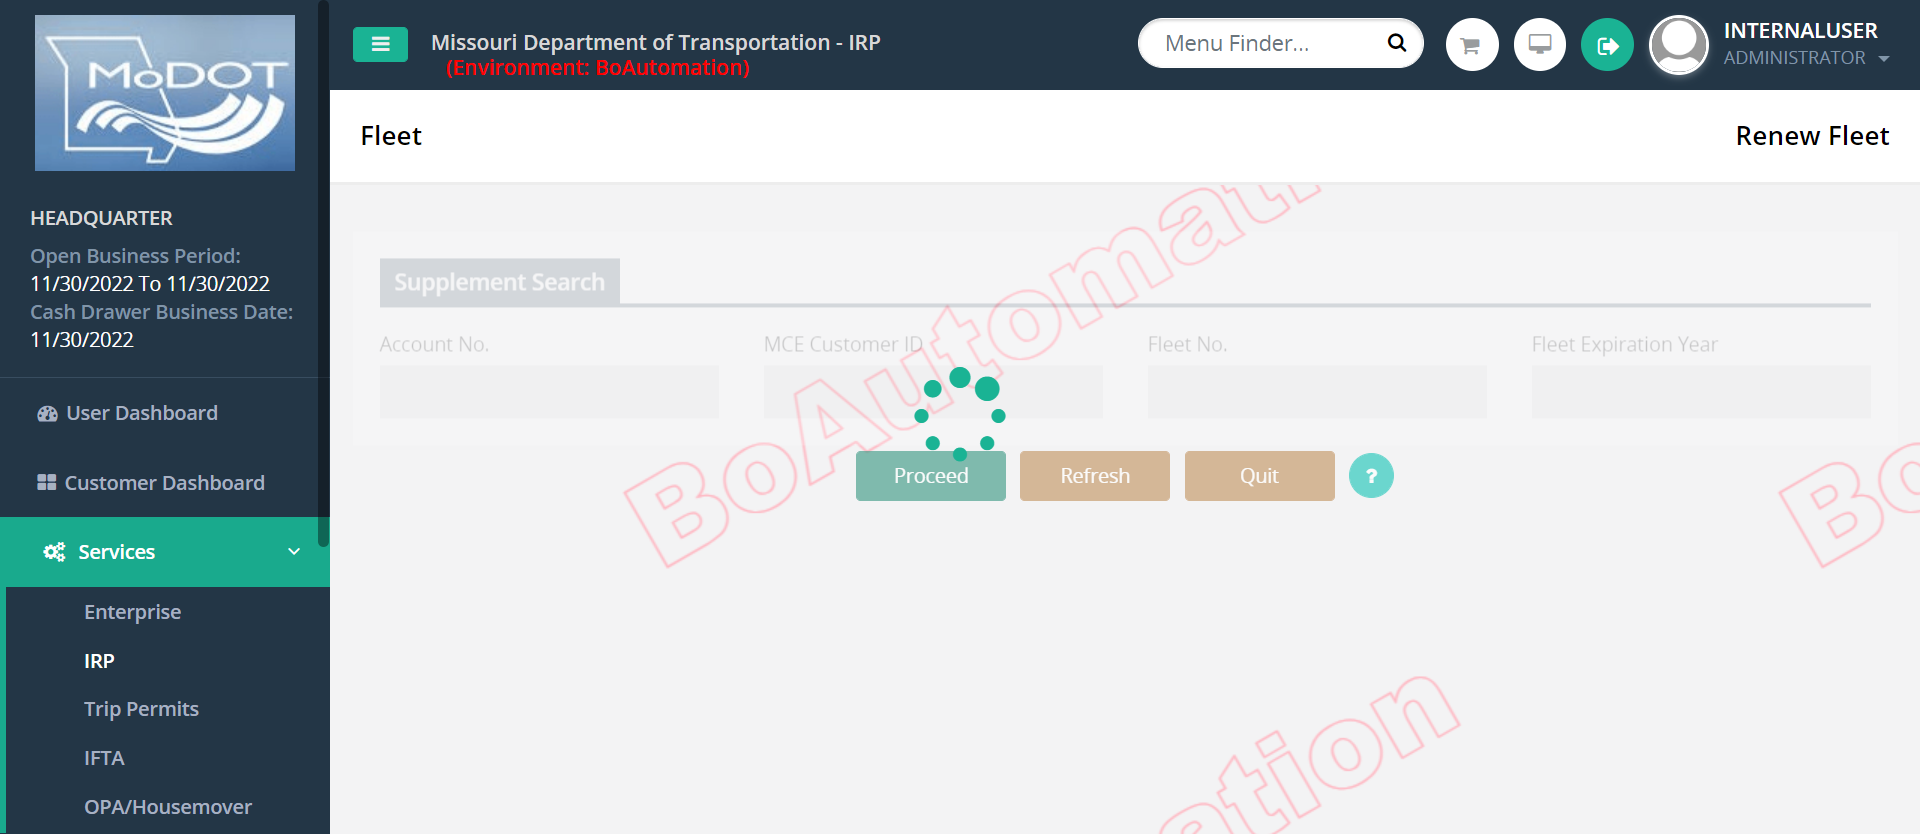 MoDOT
HEADQUARTER
Open Business Period:
11/30/2022 To 11/30/2022
Cash Drawer Business Date:
11/30/2022
User Dashboard
Customer Dashboard
Services
Enterprise
IRP
Trip Permits
IFTA
OPA/Housemover
Missouri Department of Transportation - IRP
(Environment: BoAutomation)
Menu Finder...
INTERNALUSER
ADMINISTRATOR
Fleet
Renew Fleet
Supplement Search
Account No.
MCE Customer ID
Fleet No.
Fleet Expiration Year
Proceed
Refresh
Quit
?
BoAutomati
Bo
ation